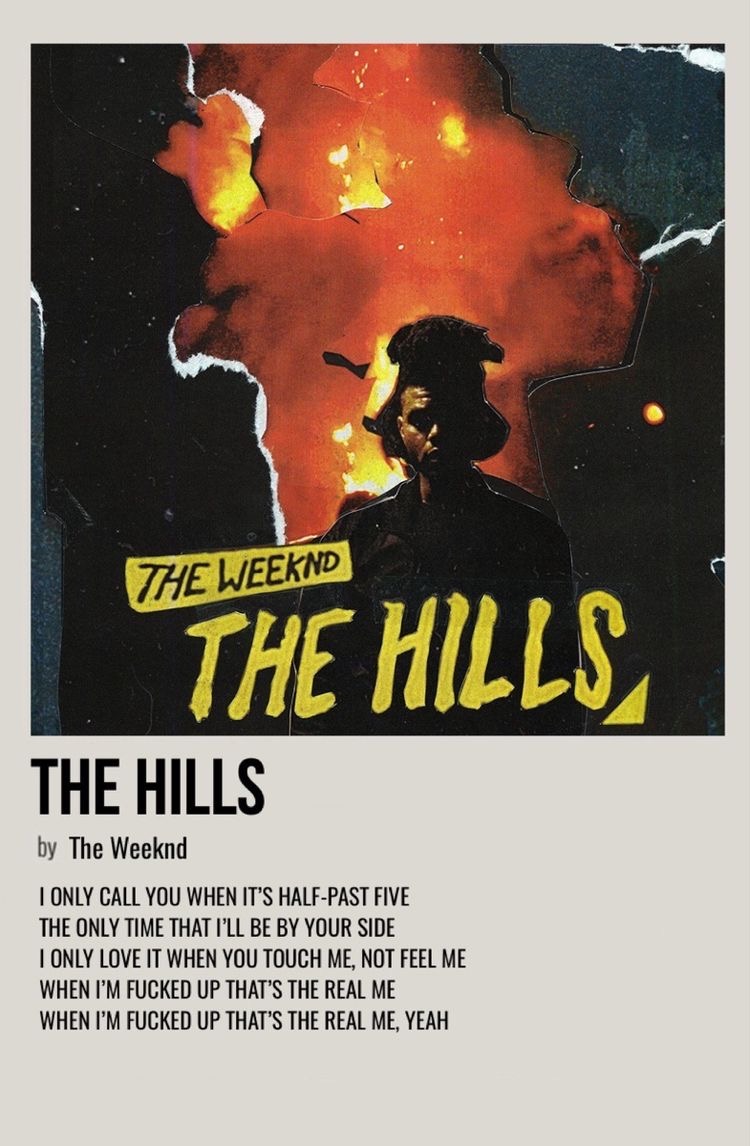 THE WEEKND
THE HILLS
THE HILLS
by The Weeknd
I ONLY CALL YOU WHEN IT'S HALF-PAST FIVE
THE ONLY TIME THAT I'LL BE BY YOUR SIDE
I ONLY LOVE IT WHEN YOU TOUCH ME, NOT FEEL ME
WHEN I'M FUCKED UP THAT'S THE REAL ME
WHEN I'M FUCKED UP THAT'S THE REAL ME, YEAH